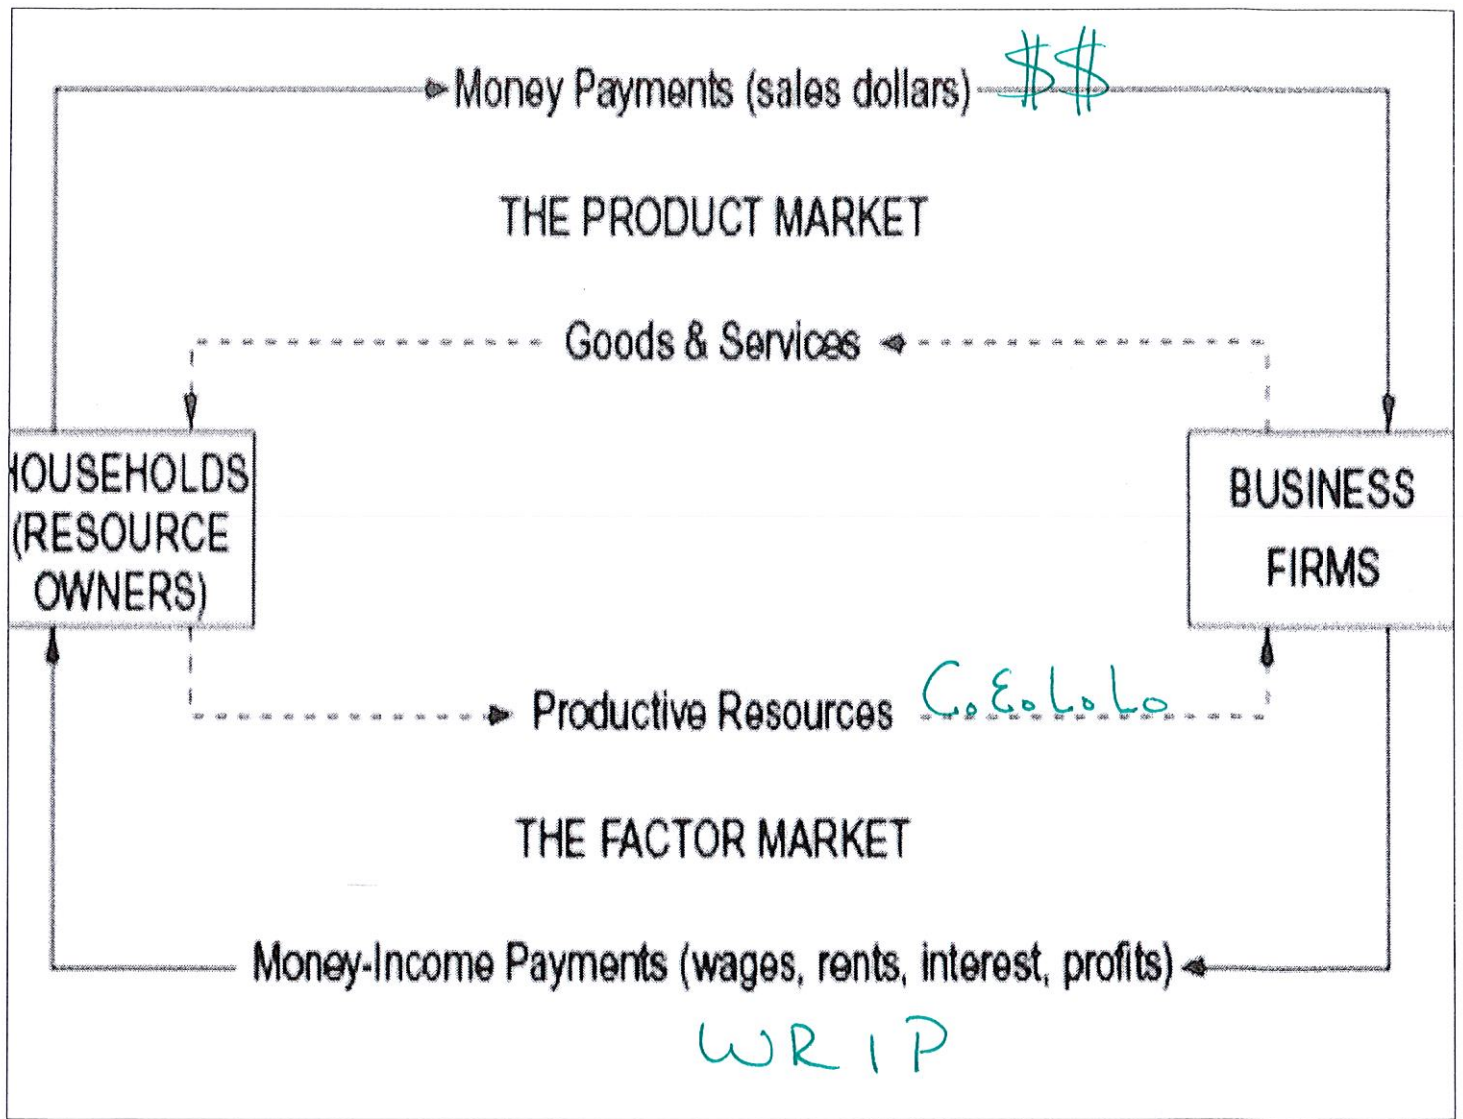 Money Payments (sales dollars) $$
THE PRODUCT MARKET
Goods & Services
HOUSEHOLDS
(RESOURCE
OWNERS)
BUSINESS
FIRMS
Productive Resources C.E.L.L.
THE FACTOR MARKET
Money-Income Payments (wages, rents, interest, profits)
WRIP